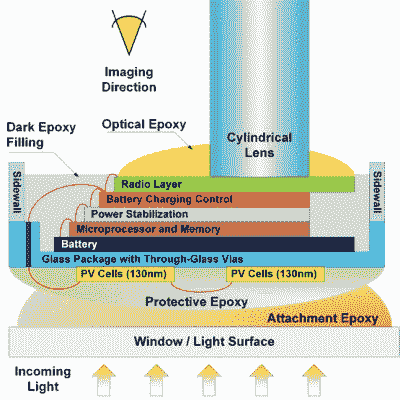 Imaging
Direction
Optical Epoxy
Dark Epoxy
Filling
Cylindrical
Lens
Sidewall
Sidewall
Radio Layer
Battery Charging Control
Power Stabilization
Microprocessor and Memory
Battery
Glass Package with Through-Glass Vias
PV Cells (130nm)
PV Cells (130nm)
Protective Epoxy
Attachment Epoxy
Window / Light Surface
Incoming
Light